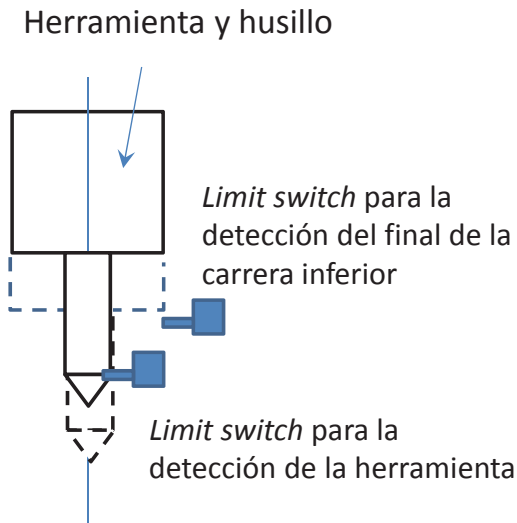 Herramienta y husillo
Limit switch para la
detección del final de la
carrera inferior
Limit switch para la
detección de la herramienta